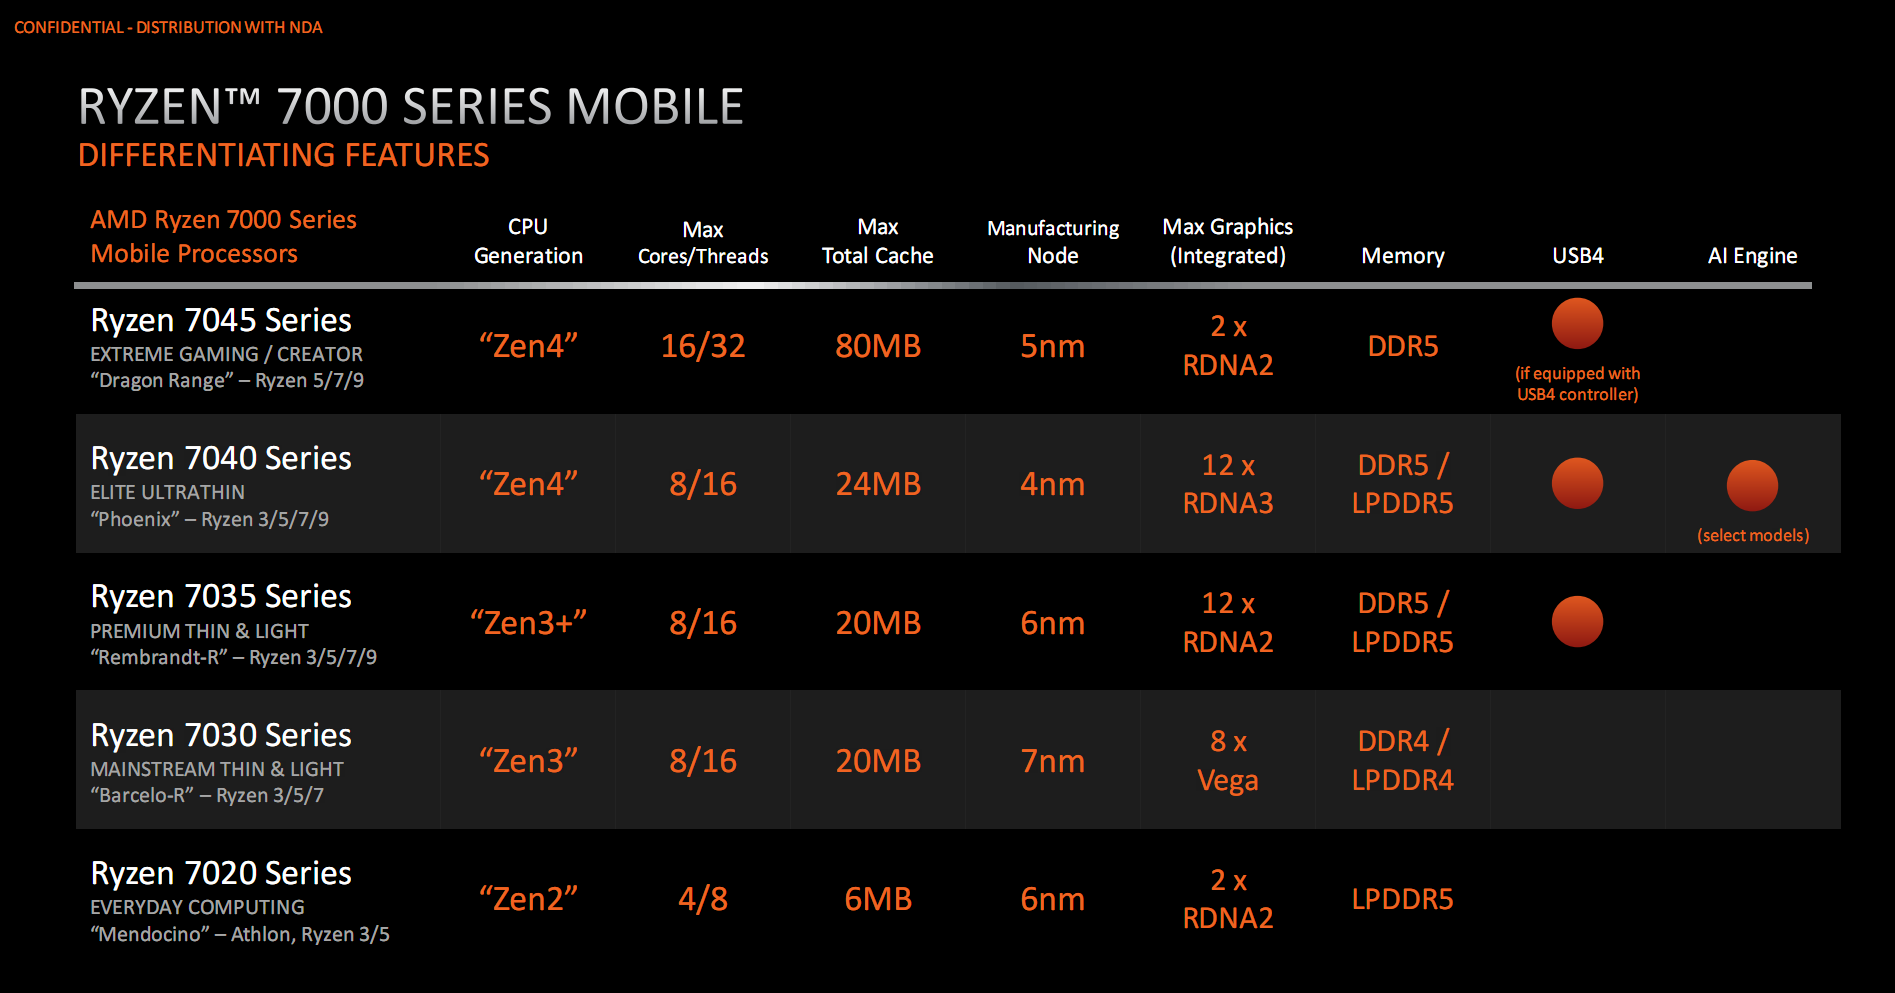 CONFIDENTIAL - DISTRIBUTION WITH NDA
RYZEN™ 7000 SERIES MOBILE
DIFFERENTIATING FEATURES
AMD Ryzen 7000 Series
Mobile Processors
CPU
Generation
Max
Cores/Threads
Max
Total Cache
Manufacturing
Node
Max Graphics
(Integrated)
Memory
USB4
AI Engine
Ryzen 7045 Series
EXTREME GAMING / CREATOR
“Dragon Range” – Ryzen 5/7/9
“Zen4”
16/32
80MB
5nm
2 x
RDNA2
DDR5
(if equipped with
USB4 controller)
Ryzen 7040 Series
ELITE ULTRATHIN
“Phoenix” – Ryzen 3/5/7/9
“Zen4”
8/16
24MB
4nm
12 x
RDNA3
DDR5 /
LPDDR5
(select models)
Ryzen 7035 Series
PREMIUM THIN & LIGHT
“Rembrandt-R” – Ryzen 3/5/7/9
“Zen3+”
8/16
20MB
6nm
12 x
RDNA2
DDR5 /
LPDDR5
Ryzen 7030 Series
MAINSTREAM THIN & LIGHT
“Barcelo-R” – Ryzen 3/5/7
“Zen3”
8/16
20MB
7nm
8 x
Vega
DDR4 /
LPDDR4
Ryzen 7020 Series
EVERYDAY COMPUTING
“Mendocino” – Athlon, Ryzen 3/5
“Zen2”
4/8
6MB
6nm
2 x
RDNA2
LPDDR5